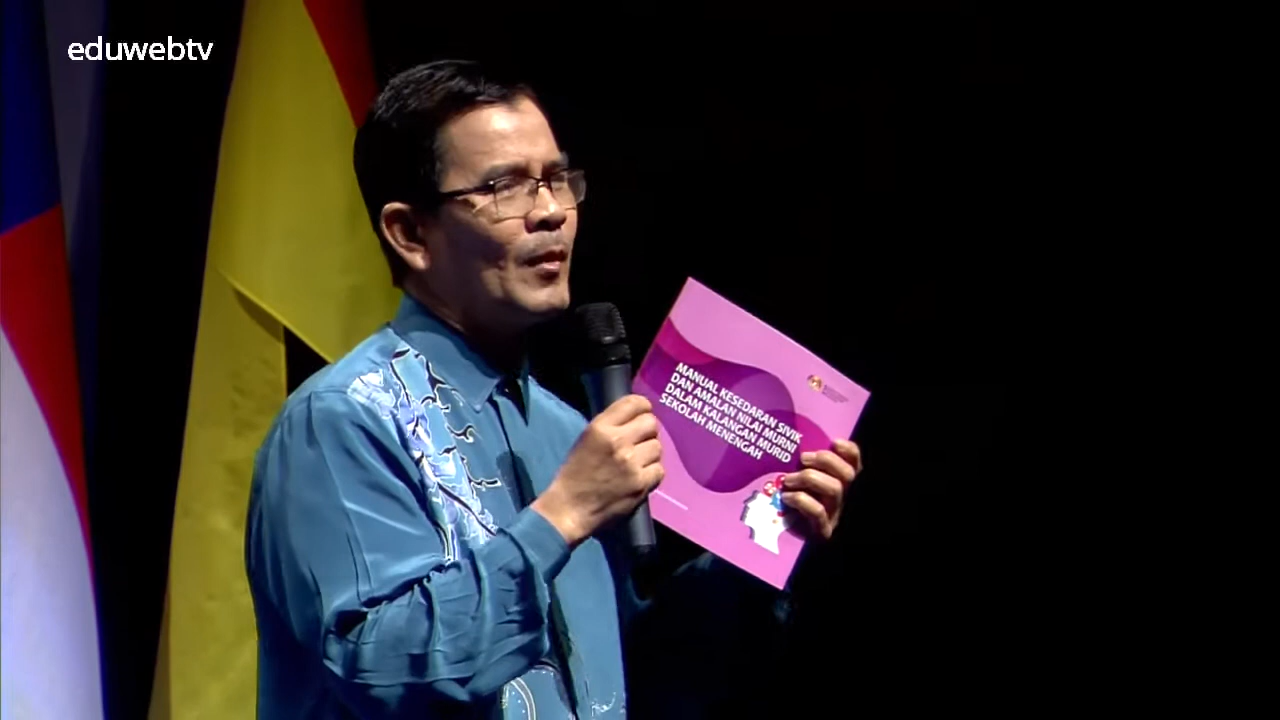 eduwebtv
MANUAL KESEDARAN SIVIK
DAN AMALAN NILAI MURNI
DALAM KALANGAN MURID
SEKOLAH MENENGAH